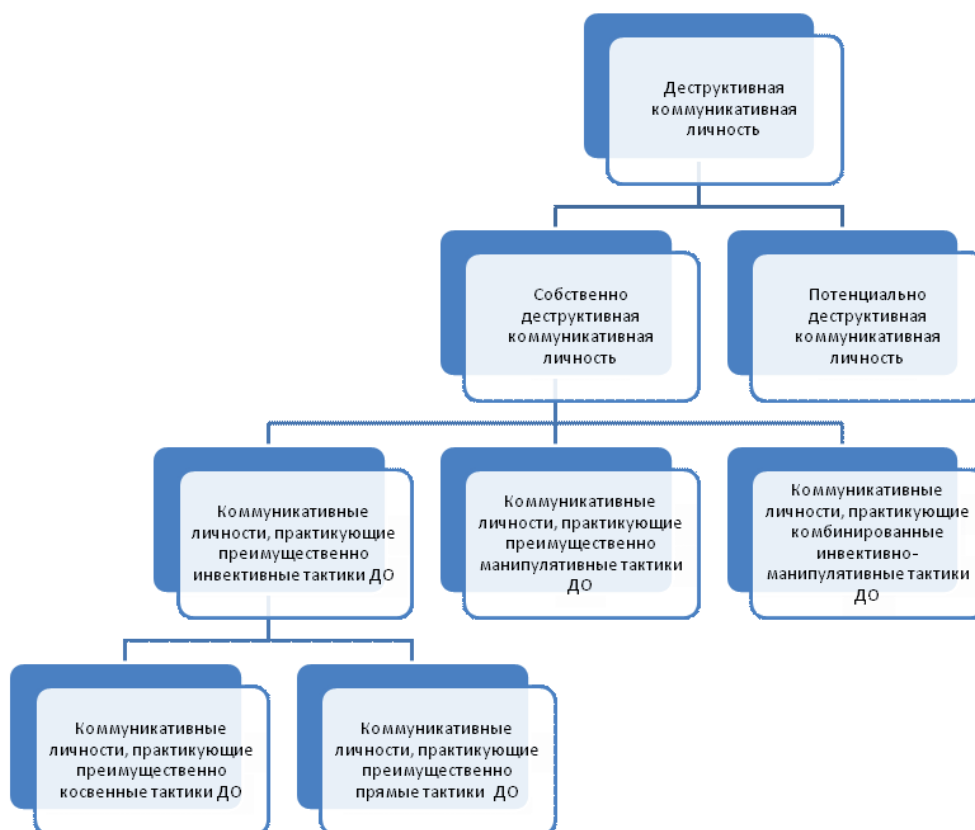 Деструктивная
коммуникативная
личность
Собственно
деструктивная
коммуникативная
личность
Потенциально
деструктивная
коммуникативная
личность
Коммуникативные
личности, практикующие
преимущественно
инвективные тактики ДО
Коммуникативные
личности, практикующие
преимущественно
манипулятивные тактики
ДО
Коммуникативные
личности, практикующие
комбинированные
инвективно-
манипулятивные тактики
ДО
Коммуникативные
личности, практикующие
преимущественно
косвенные тактики ДО
Коммуникативные
личности, практикующие
преимущественно
прямые тактики ДО